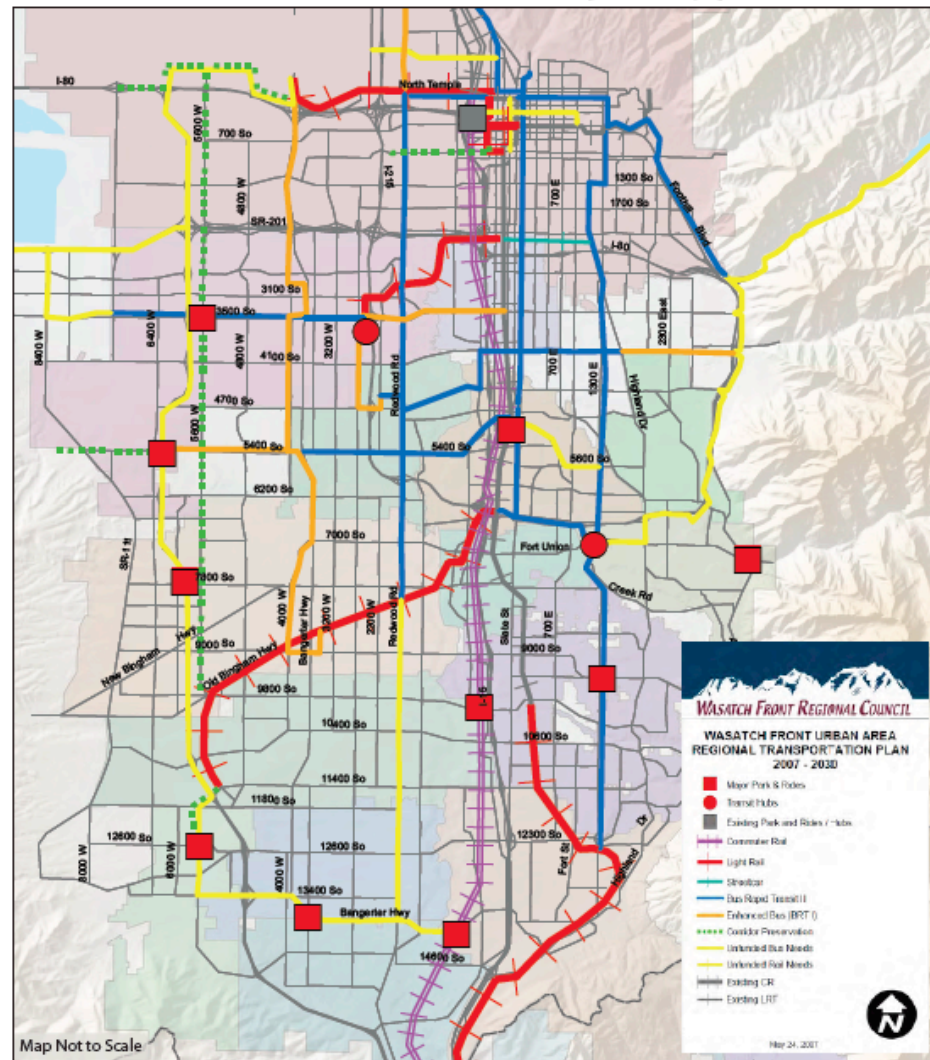 I-80
North Temple
5600 W
700 So
4800 W
I-215
700 E
1300 So
1700 So
Foothill
Blvd
SR-201
I-80
3100 So
3500 So
6400 W
8400 W
4800 W
4100 So
3200 W
Redwood Rd
2300 East
700 E
1300 E
Highland Dr
4700 So
5600 W
5400 So
5400 So
5600 So
6200 So
SR-111
7000 So
Fort Union
7800 So
Creek Rd
4000 W
Bangerter Hwy
3200 W
2200 W
Redwood Rd
State St
700 E
9000 So
New Bingham Hwy
9000 So
Old Bingham Hwy
9800 So
I-15
10400 So
10600 So
11400 So
11800 So
12600 So
12300 So
Fort St
Highland Dr
8000 W
6000 W
4000 W
12600 So
13400 So
Bangerter Hwy
14600 So
Map Not to Scale
WASATCH FRONT REGIONAL COUNCIL
WASATCH FRONT URBAN AREA
REGIONAL TRANSPORTATION PLAN
2007 - 2030
Major Park & Rides
Transit Hubs
Existing Park and Rides / Hubs
Commuter Rail
Light Rail
Streetcar
Bus Rapid Transit II
Enhanced Bus (BRT I)
Corridor Preservation
Unfunded Bus Needs
Unfunded Rail Needs
Existing CR
Existing LRT
N
May 24, 2007